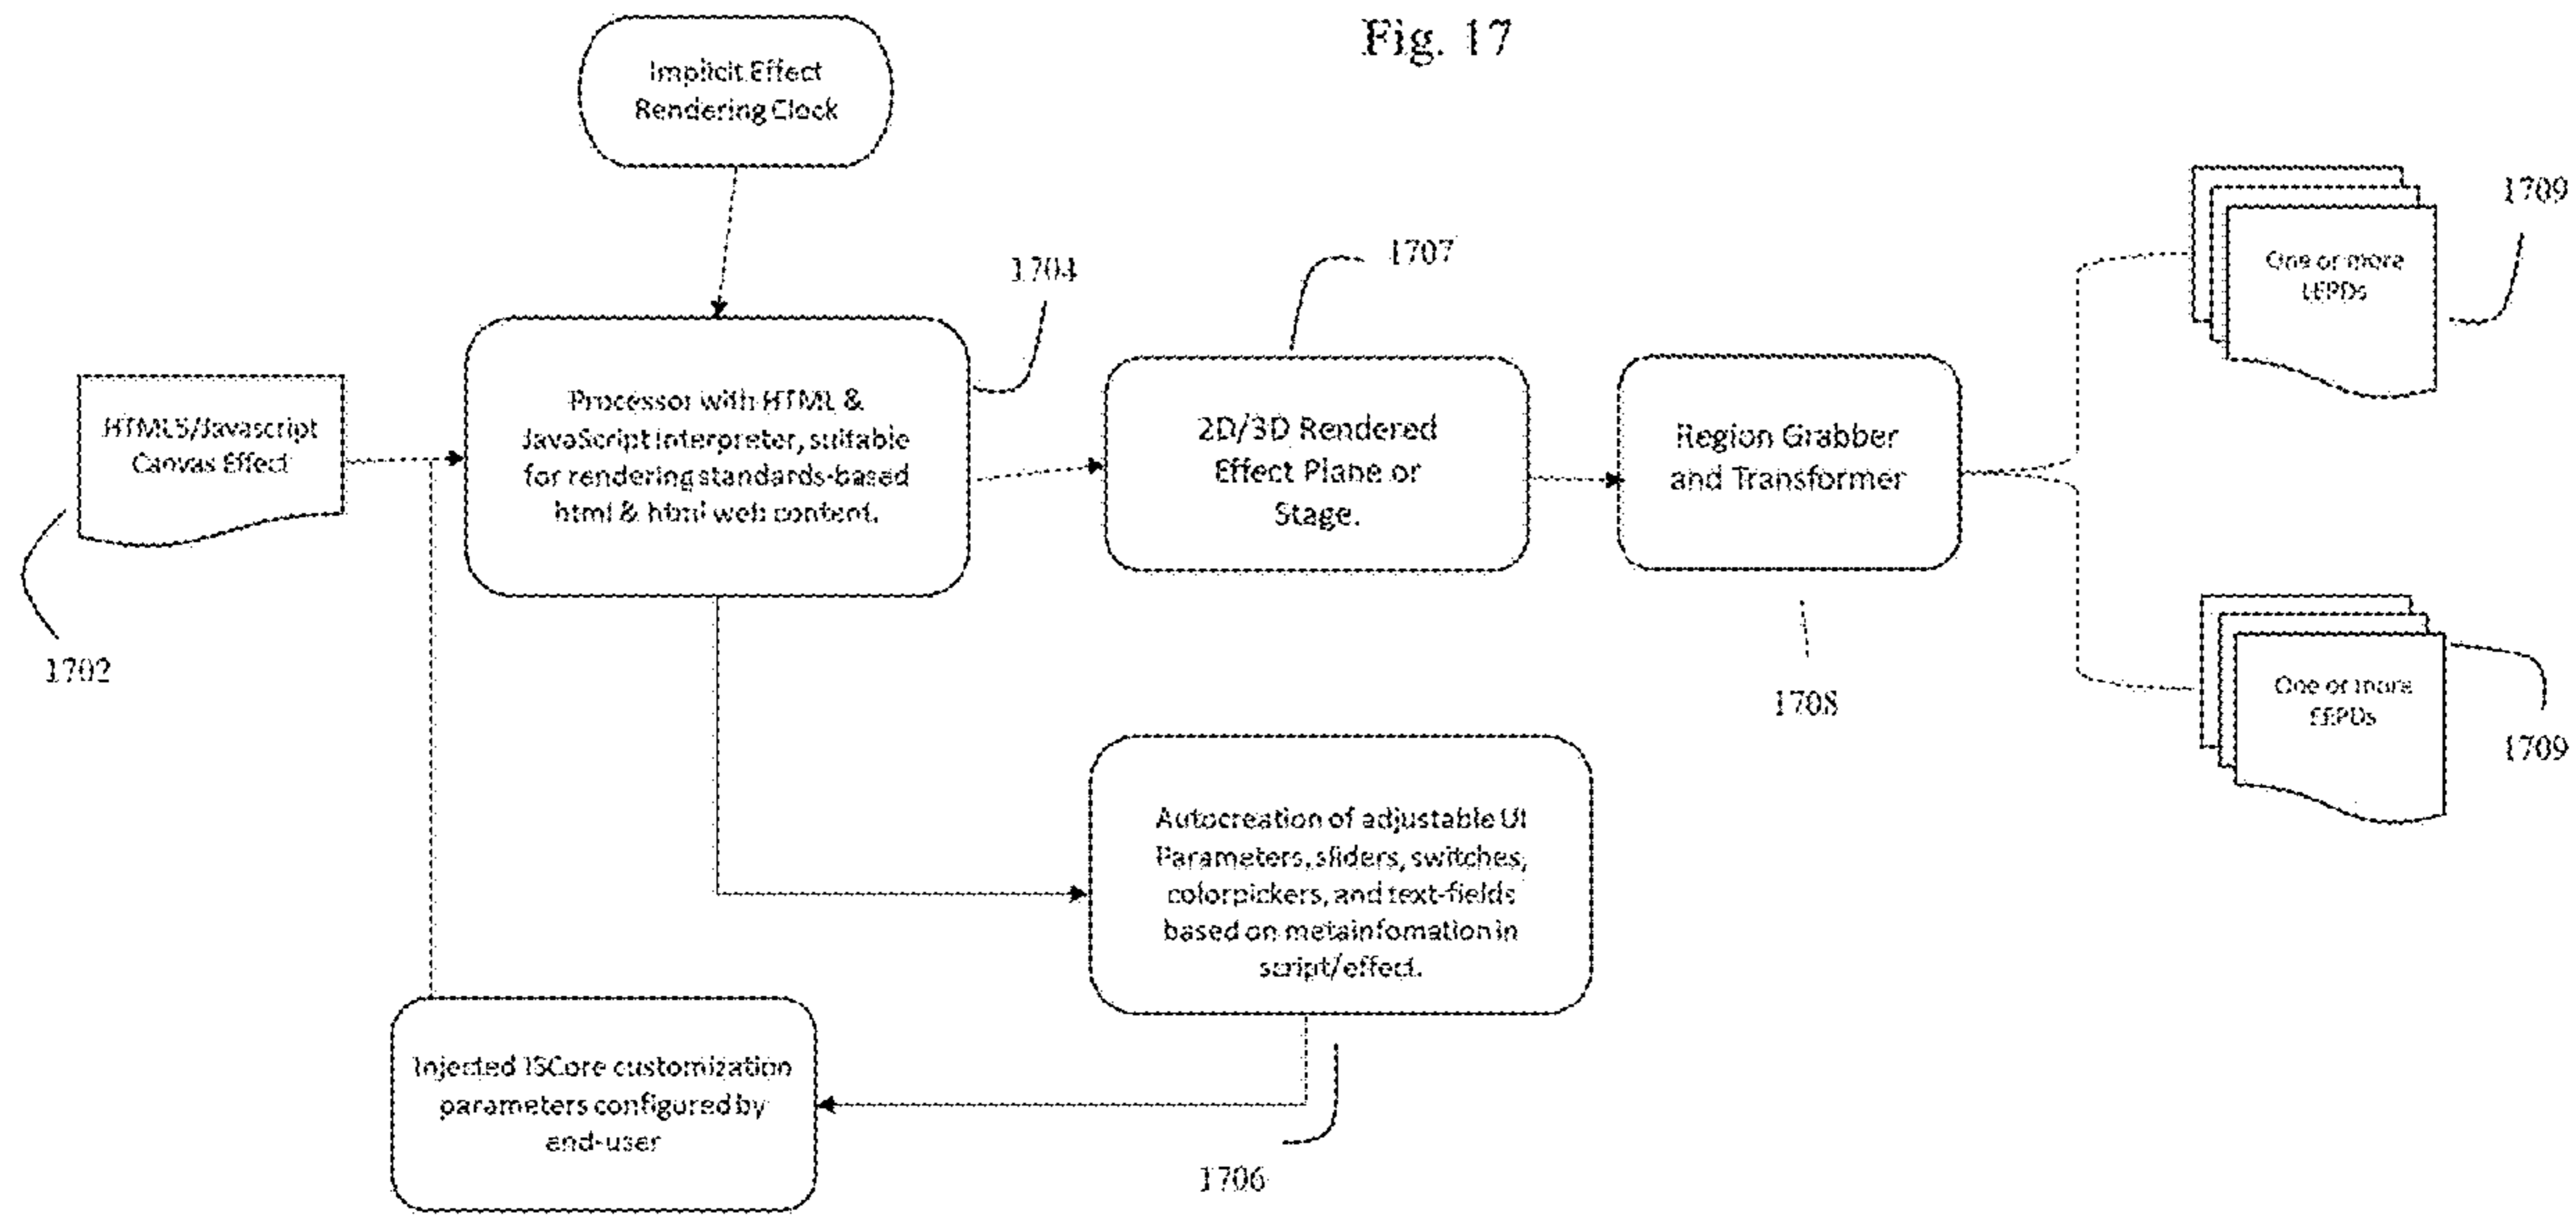 Fig. 17
Implicit Effect
Rendering Clock
1704
1707
1709
HTML5/Javascript
Canvas Effect
1702
Processor with HTML &
JavaScript interpreter, suitable
for rendering standards-based
html & html web content.
2D/3D Rendered
Effect Plane or
Stage.
Region Grabber
and Transformer
1708
One or more
LEPDs
One or more
EEPDs
1709
Autocreation of adjustable UI
Parameters, sliders, switches,
colorpickers, and text-fields
based on metainfomation in
script/effect.
1706
Injected JSCore customization
parameters configured by
end-user